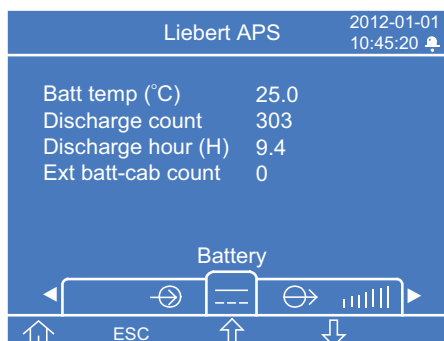 Liebert APS
2012-01-01
10:45:20
Batt temp (°C) 25.0
Discharge count 303
Discharge hour (H) 9.4
Ext batt-cab count 0
Battery
ESC